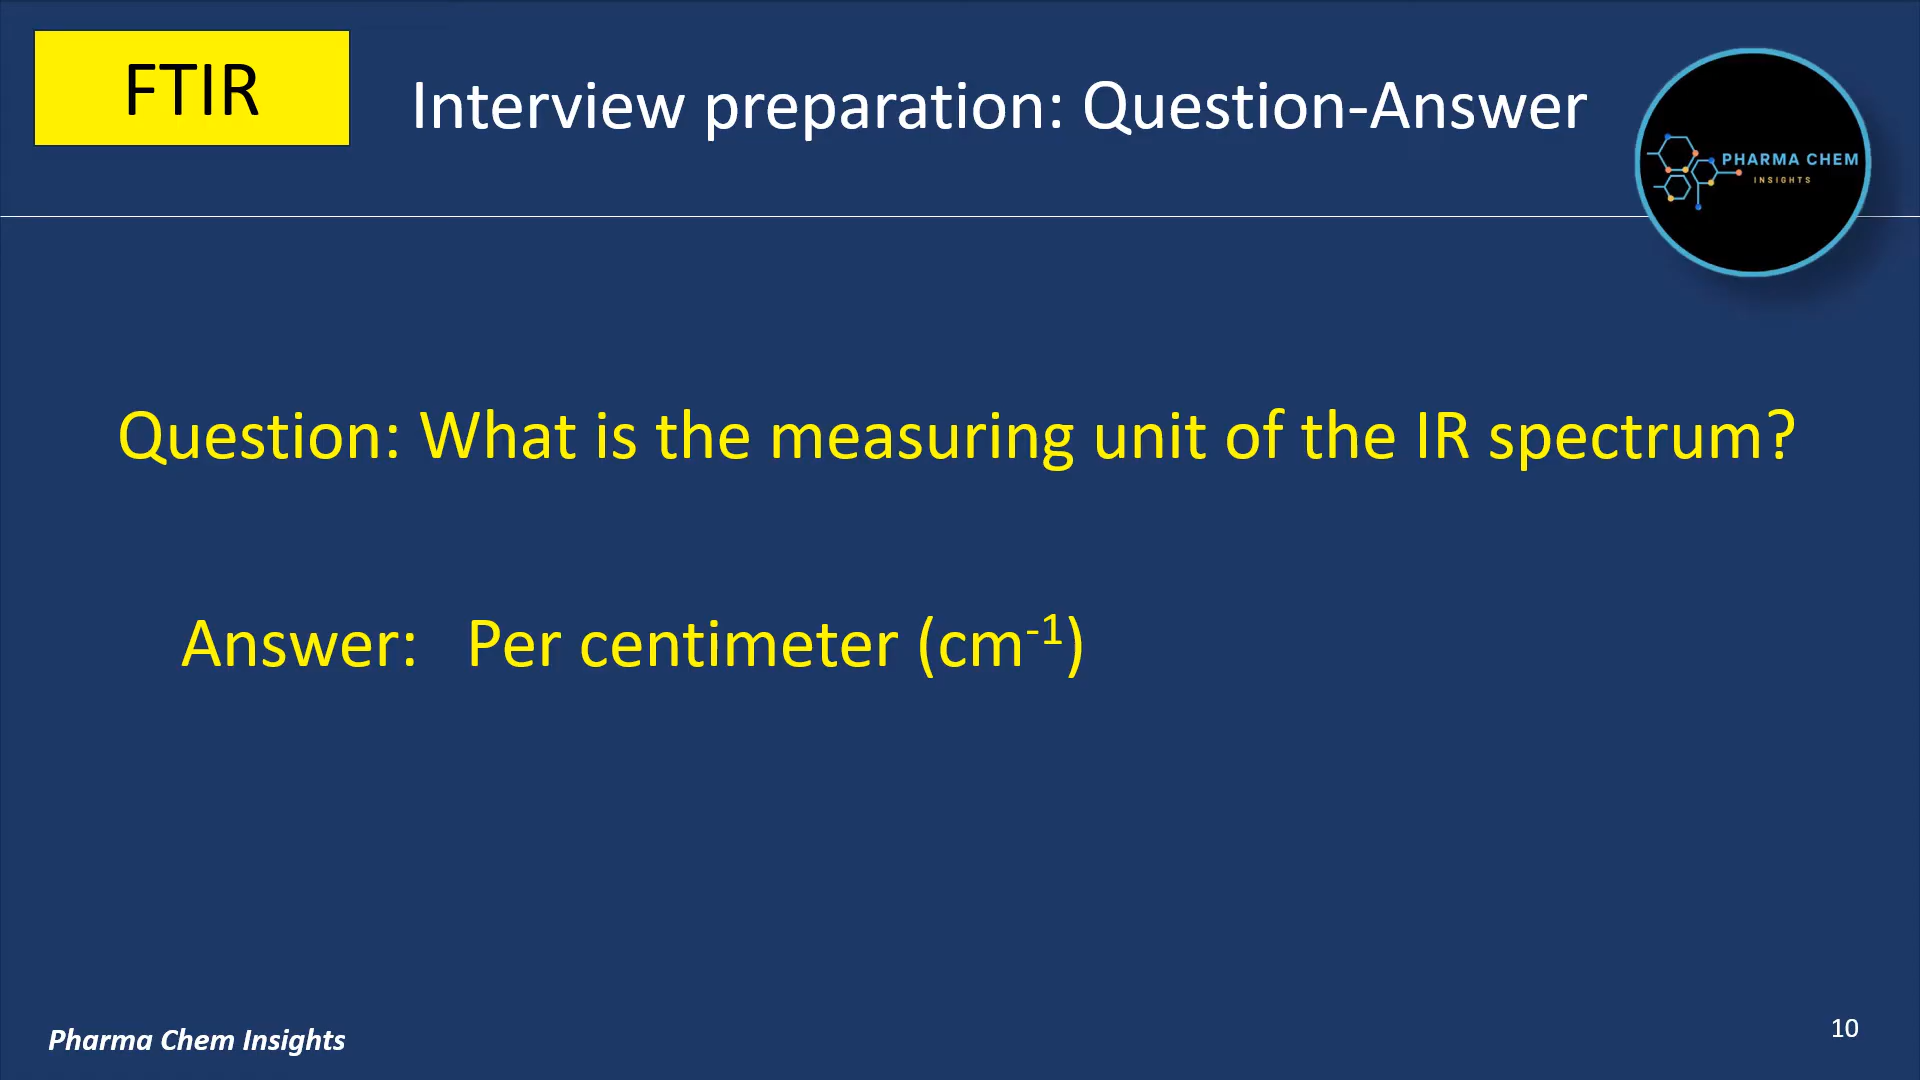 FTIR
Interview preparation: Question-Answer
PHARMA CHEM
INSIGHTS
Question: What is the measuring unit of the IR spectrum?
Answer: Per centimeter (cm⁻¹)
Pharma Chem Insights
10